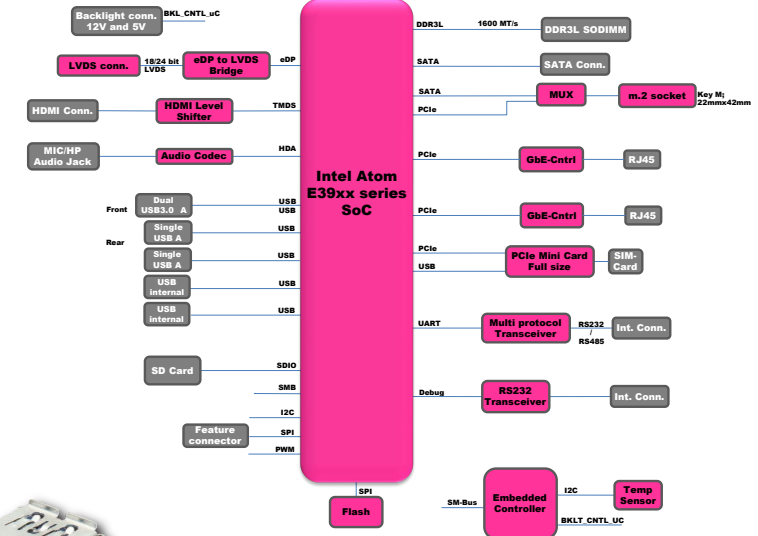 Backlight conn.
12V and 5V
BKL_CNTL_uC
LVDS conn.
18/24 bit
LVDS
eDP to LVDS
Bridge
eDP
HDMI Conn.
HDMI Level
Shifter
TMDS
MIC/HP
Audio Jack
Audio Codec
HDA
Front
Dual
USB3.0 A
USB
USB
Rear
Single
USB A
USB
Single
USB A
USB
USB
internal
USB
USB
internal
USB
SD Card
SDIO
SMB
I2C
Feature
connector
SPI
PWM
Intel Atom
E39xx series
SoC
SPI
Flash
DDR3L
1600 MT/s
DDR3L SODIMM
SATA
SATA Conn.
SATA
PCIe
MUX
m.2 socket
Key M;
22mmx42mm
PCIe
GbE-Cntrl
RJ45
PCIe
GbE-Cntrl
RJ45
PCIe
USB
PCIe Mini Card
Full size
SIM-
Card
UART
Multi protocol
Transceiver
RS232
/
RS485
Int. Conn.
Debug
RS232
Transceiver
Int. Conn.
SM-Bus
Embedded
Controller
I2C
Temp
Sensor
BKLT_CNTL_UC